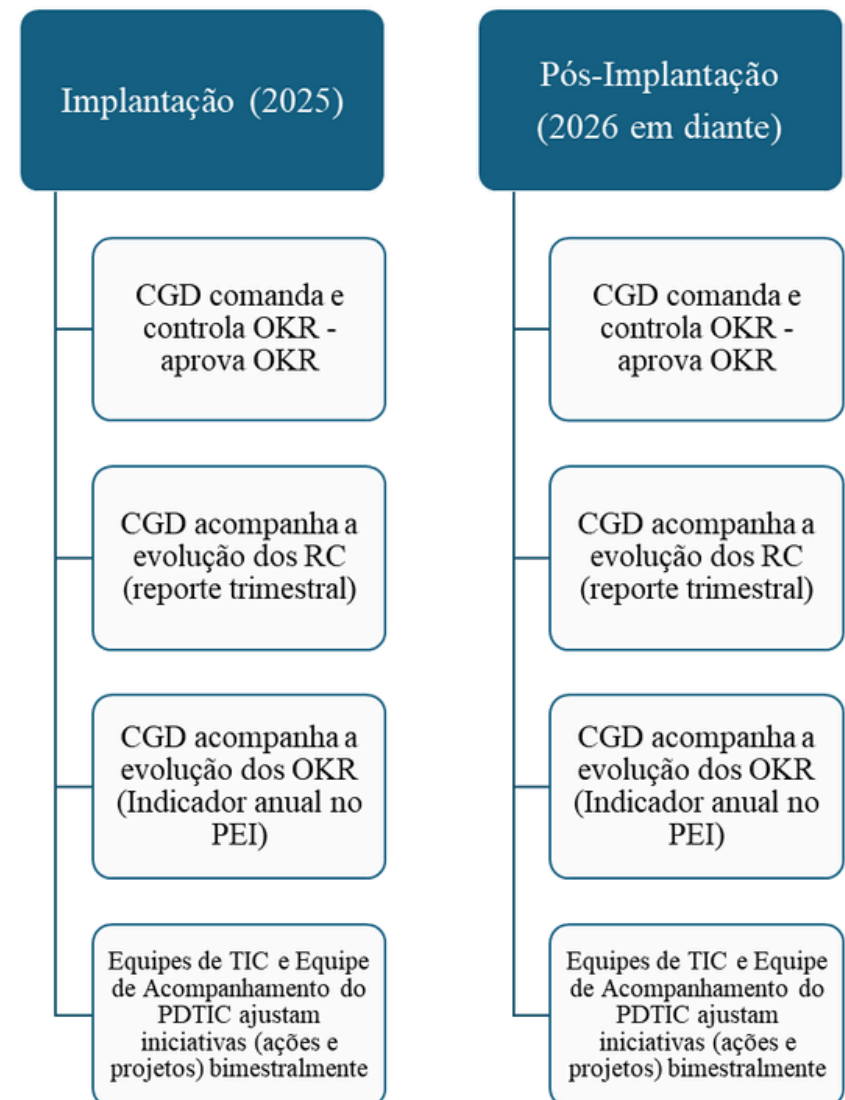 Implantação (2025)
CGD comanda e
controla OKR -
aprova OKR
CGD acompanha a
evolução dos RC
(reporte trimestral)
CGD acompanha a
evolução dos OKR
(Indicador anual no
PEI)
Equipes de TIC e Equipe
de Acompanhamento do
PDTIC ajustam
iniciativas (ações e
projetos) bimestralmente
Pós-Implantação
(2026 em diante)
CGD comanda e
controla OKR -
aprova OKR
CGD acompanha a
evolução dos RC
(reporte trimestral)
CGD acompanha a
evolução dos OKR
(Indicador anual no
PEI)
Equipes de TIC e Equipe
de Acompanhamento do
PDTIC ajustam
iniciativas (ações e
projetos) bimestralmente